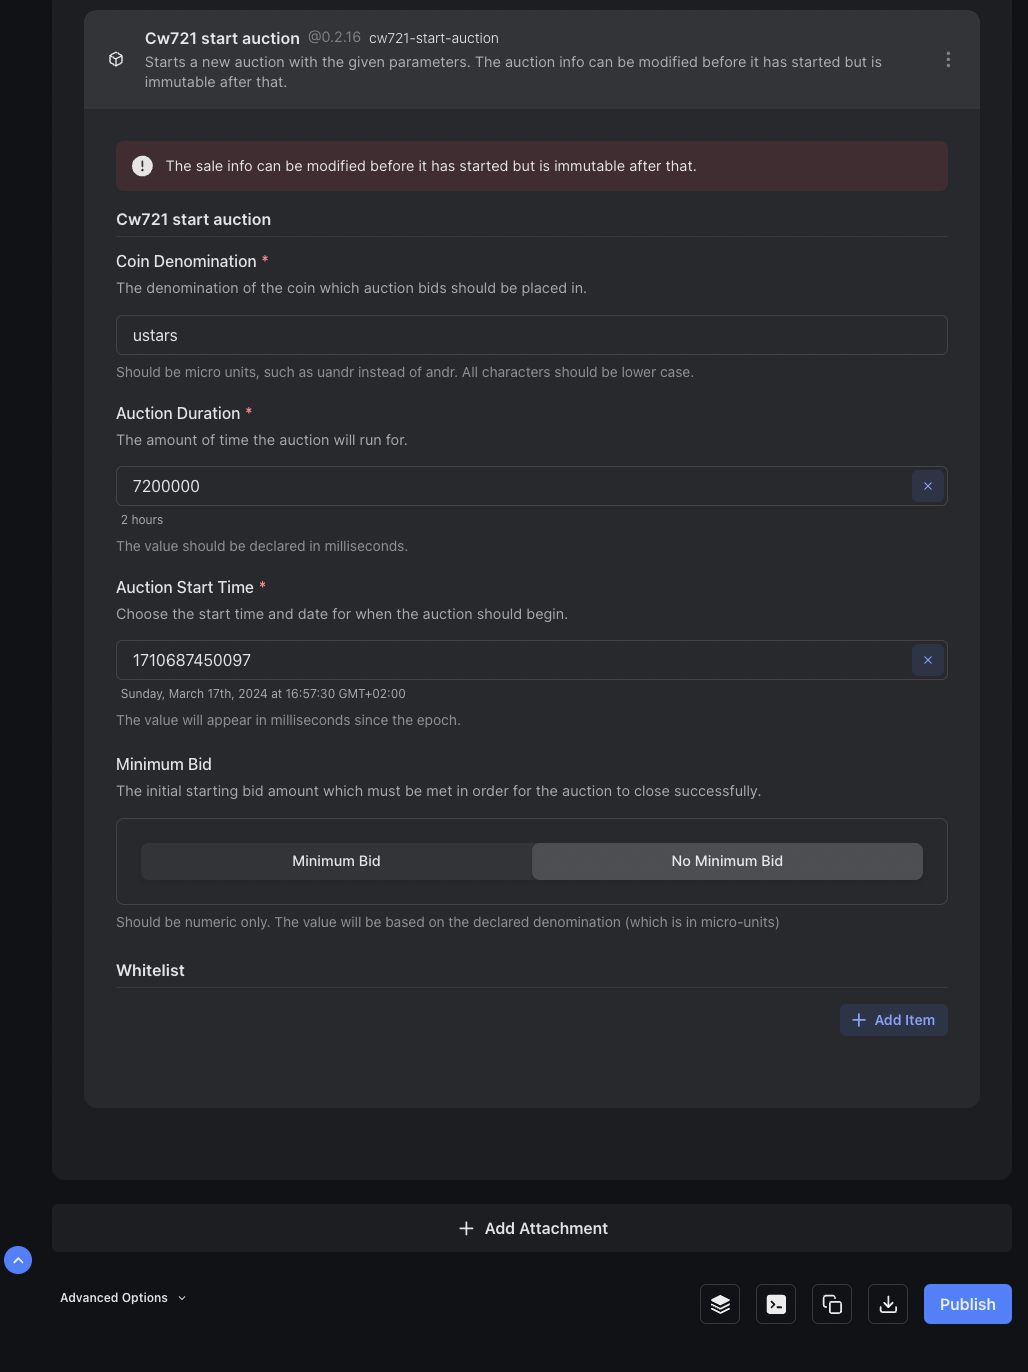 Cw721 start auction @0.2.16 cw721-start-auction
Starts a new auction with the given parameters. The auction info can be modified before it has started but is
immutable after that.
The sale info can be modified before it has started but is immutable after that.
Cw721 start auction
Coin Denomination *
The denomination of the coin which auction bids should be placed in.
ustars
Should be micro units, such as uandr instead of andr. All characters should be lower case.
Auction Duration *
The amount of time the auction will run for.
7200000
2 hours
The value should be declared in milliseconds.
Auction Start Time *
Choose the start time and date for when the auction should begin.
1710687450097
Sunday, March 17th, 2024 at 16:57:30 GMT+02:00
The value will appear in milliseconds since the epoch.
Minimum Bid
The initial starting bid amount which must be met in order for the auction to close successfully.
Minimum Bid No Minimum Bid
Should be numeric only. The value will be based on the declared denomination (which is in micro-units)
Whitelist
Add Item
Add Attachment
Advanced Options
Publish